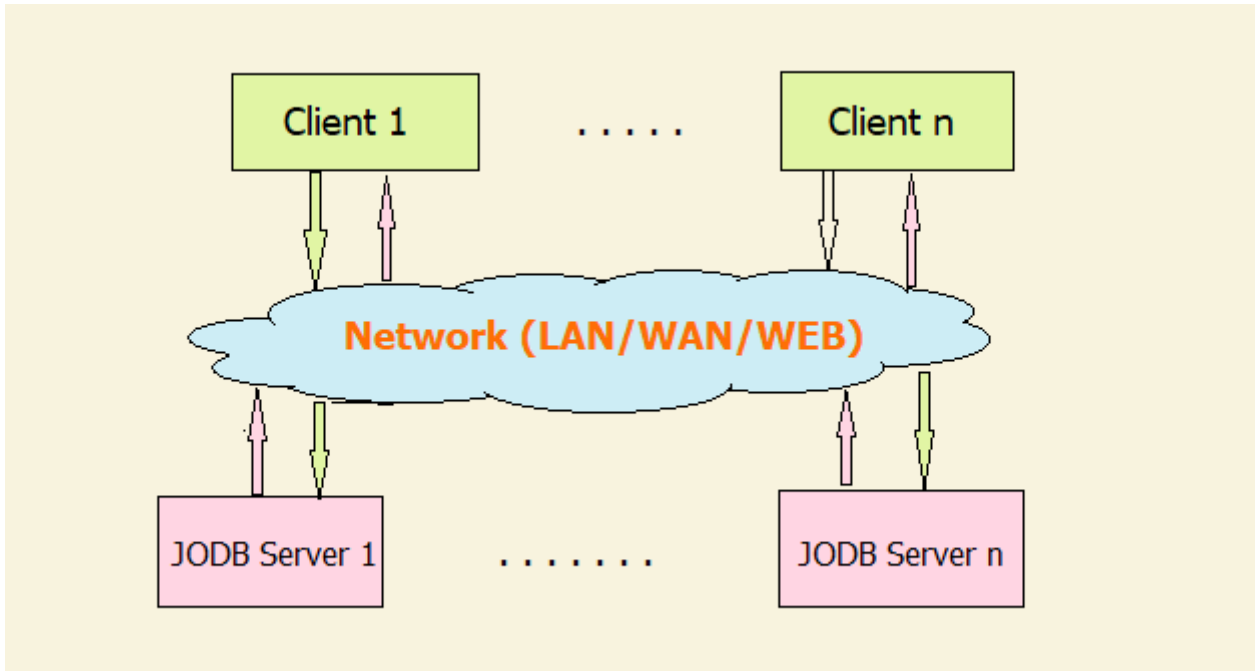 Client 1 . . . . . Client n
Network (LAN/WAN/WEB)
JODB Server 1 . . . . . . . JODB Server n